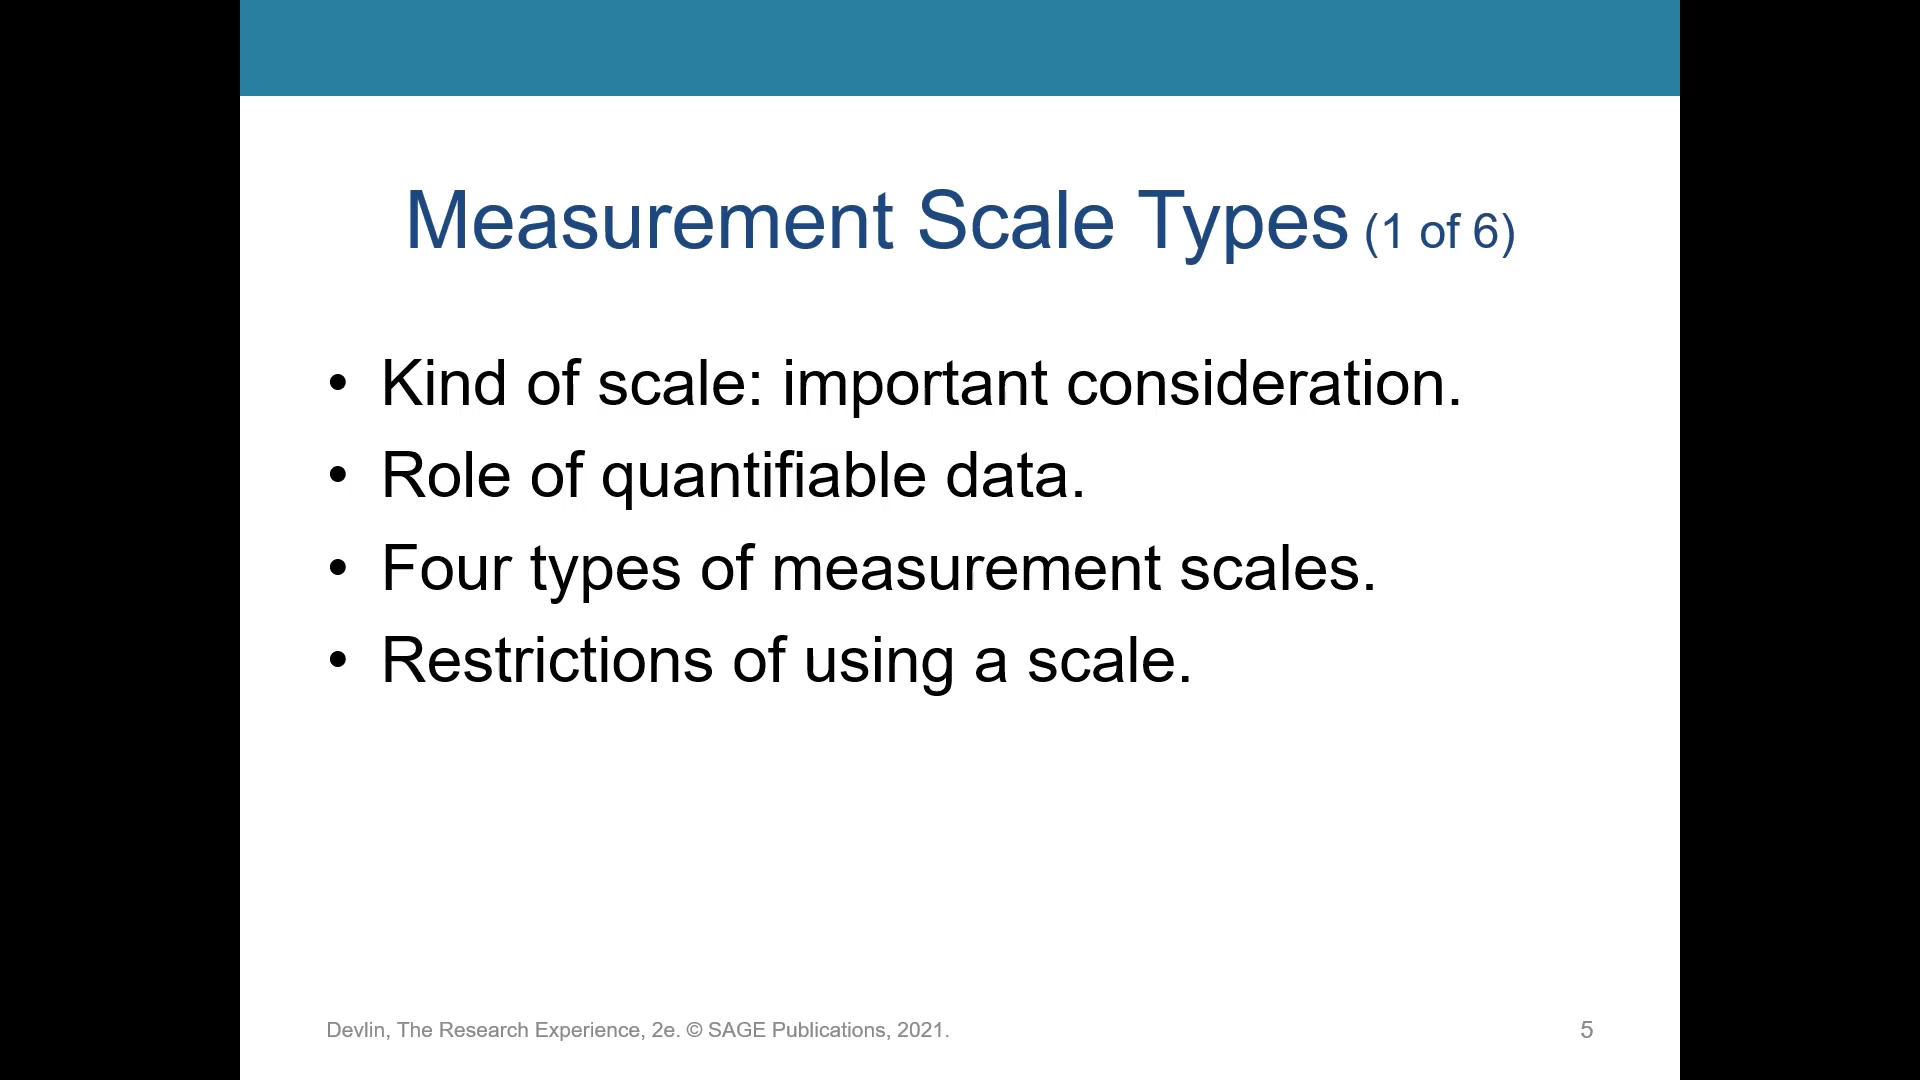 Measurement Scale Types (1 of 6)
• Kind of scale: important consideration.
• Role of quantifiable data.
• Four types of measurement scales.
• Restrictions of using a scale.
Devlin, The Research Experience, 2e. © SAGE Publications, 2021.
5